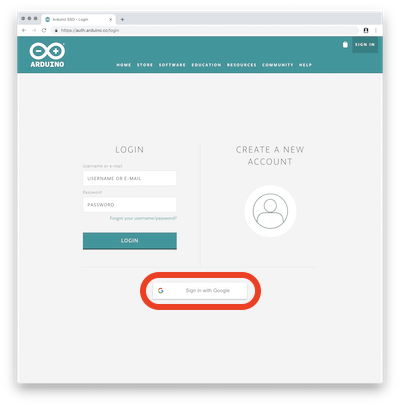 Arduino SSO - Login
https://auth.arduino.cc/login
ARDUINO
SIGN IN
HOME STORE SOFTWARE EDUCATION RESOURCES COMMUNITY HELP
LOGIN
Username or e-mail
USERNAME OR E-MAIL
Password
PASSWORD
Forgot your username/password?
LOGIN
CREATE A NEW
ACCOUNT
Sign in with Google